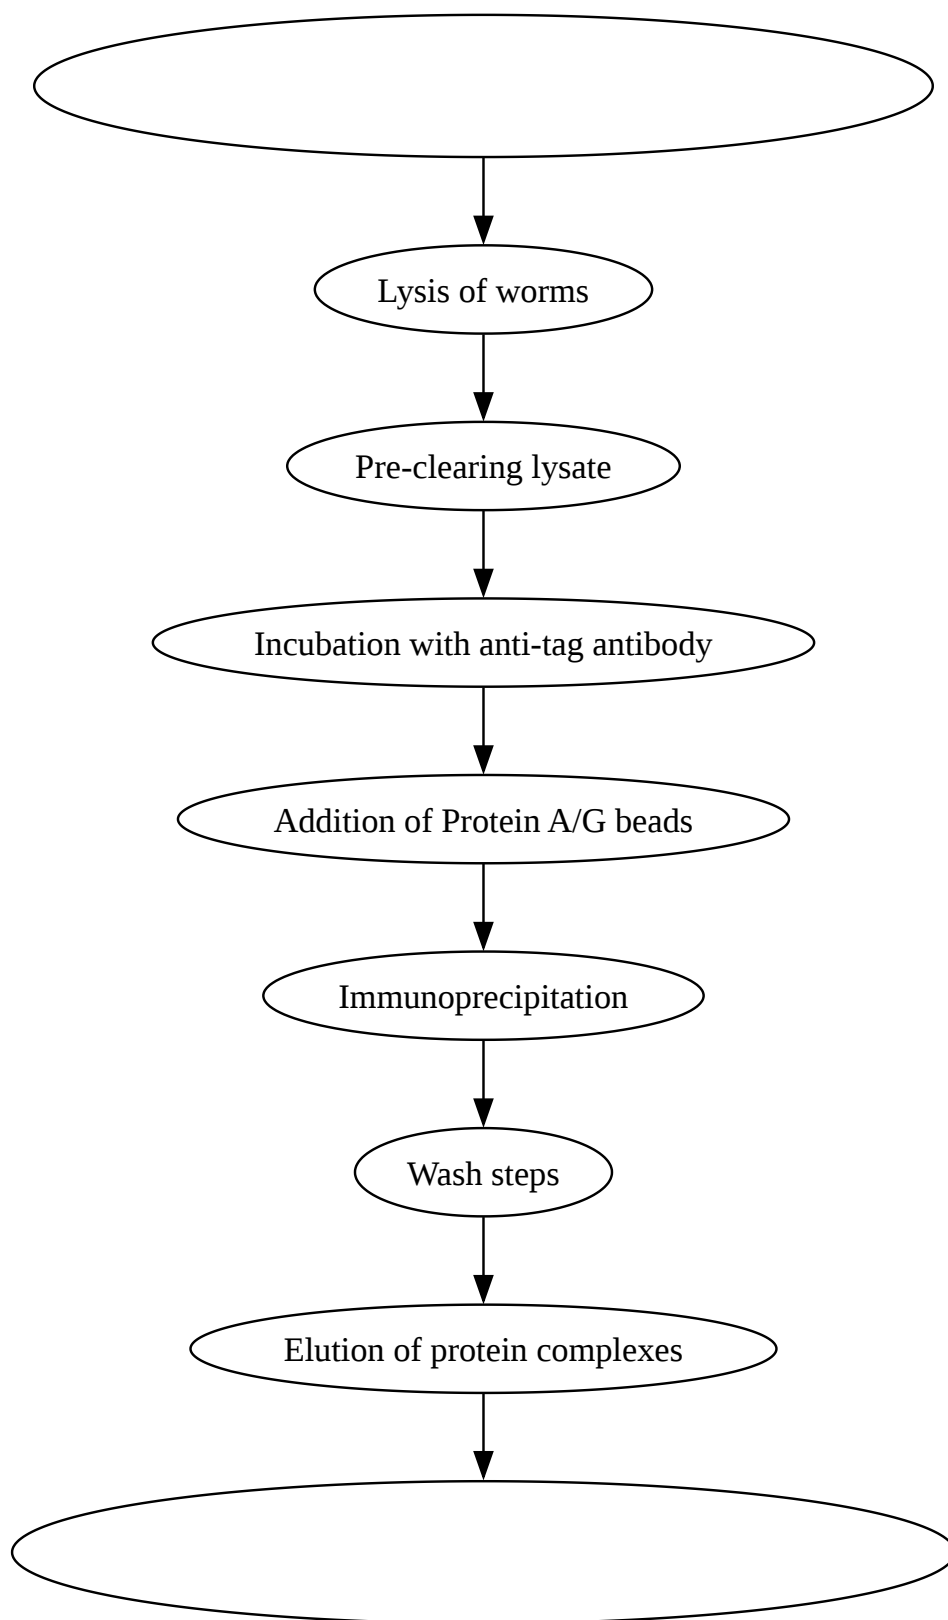 Lysis of worms
Pre-clearing lysate
Incubation with anti-tag antibody
Addition of Protein A/G beads
Immunoprecipitation
Wash steps
Elution of protein complexes